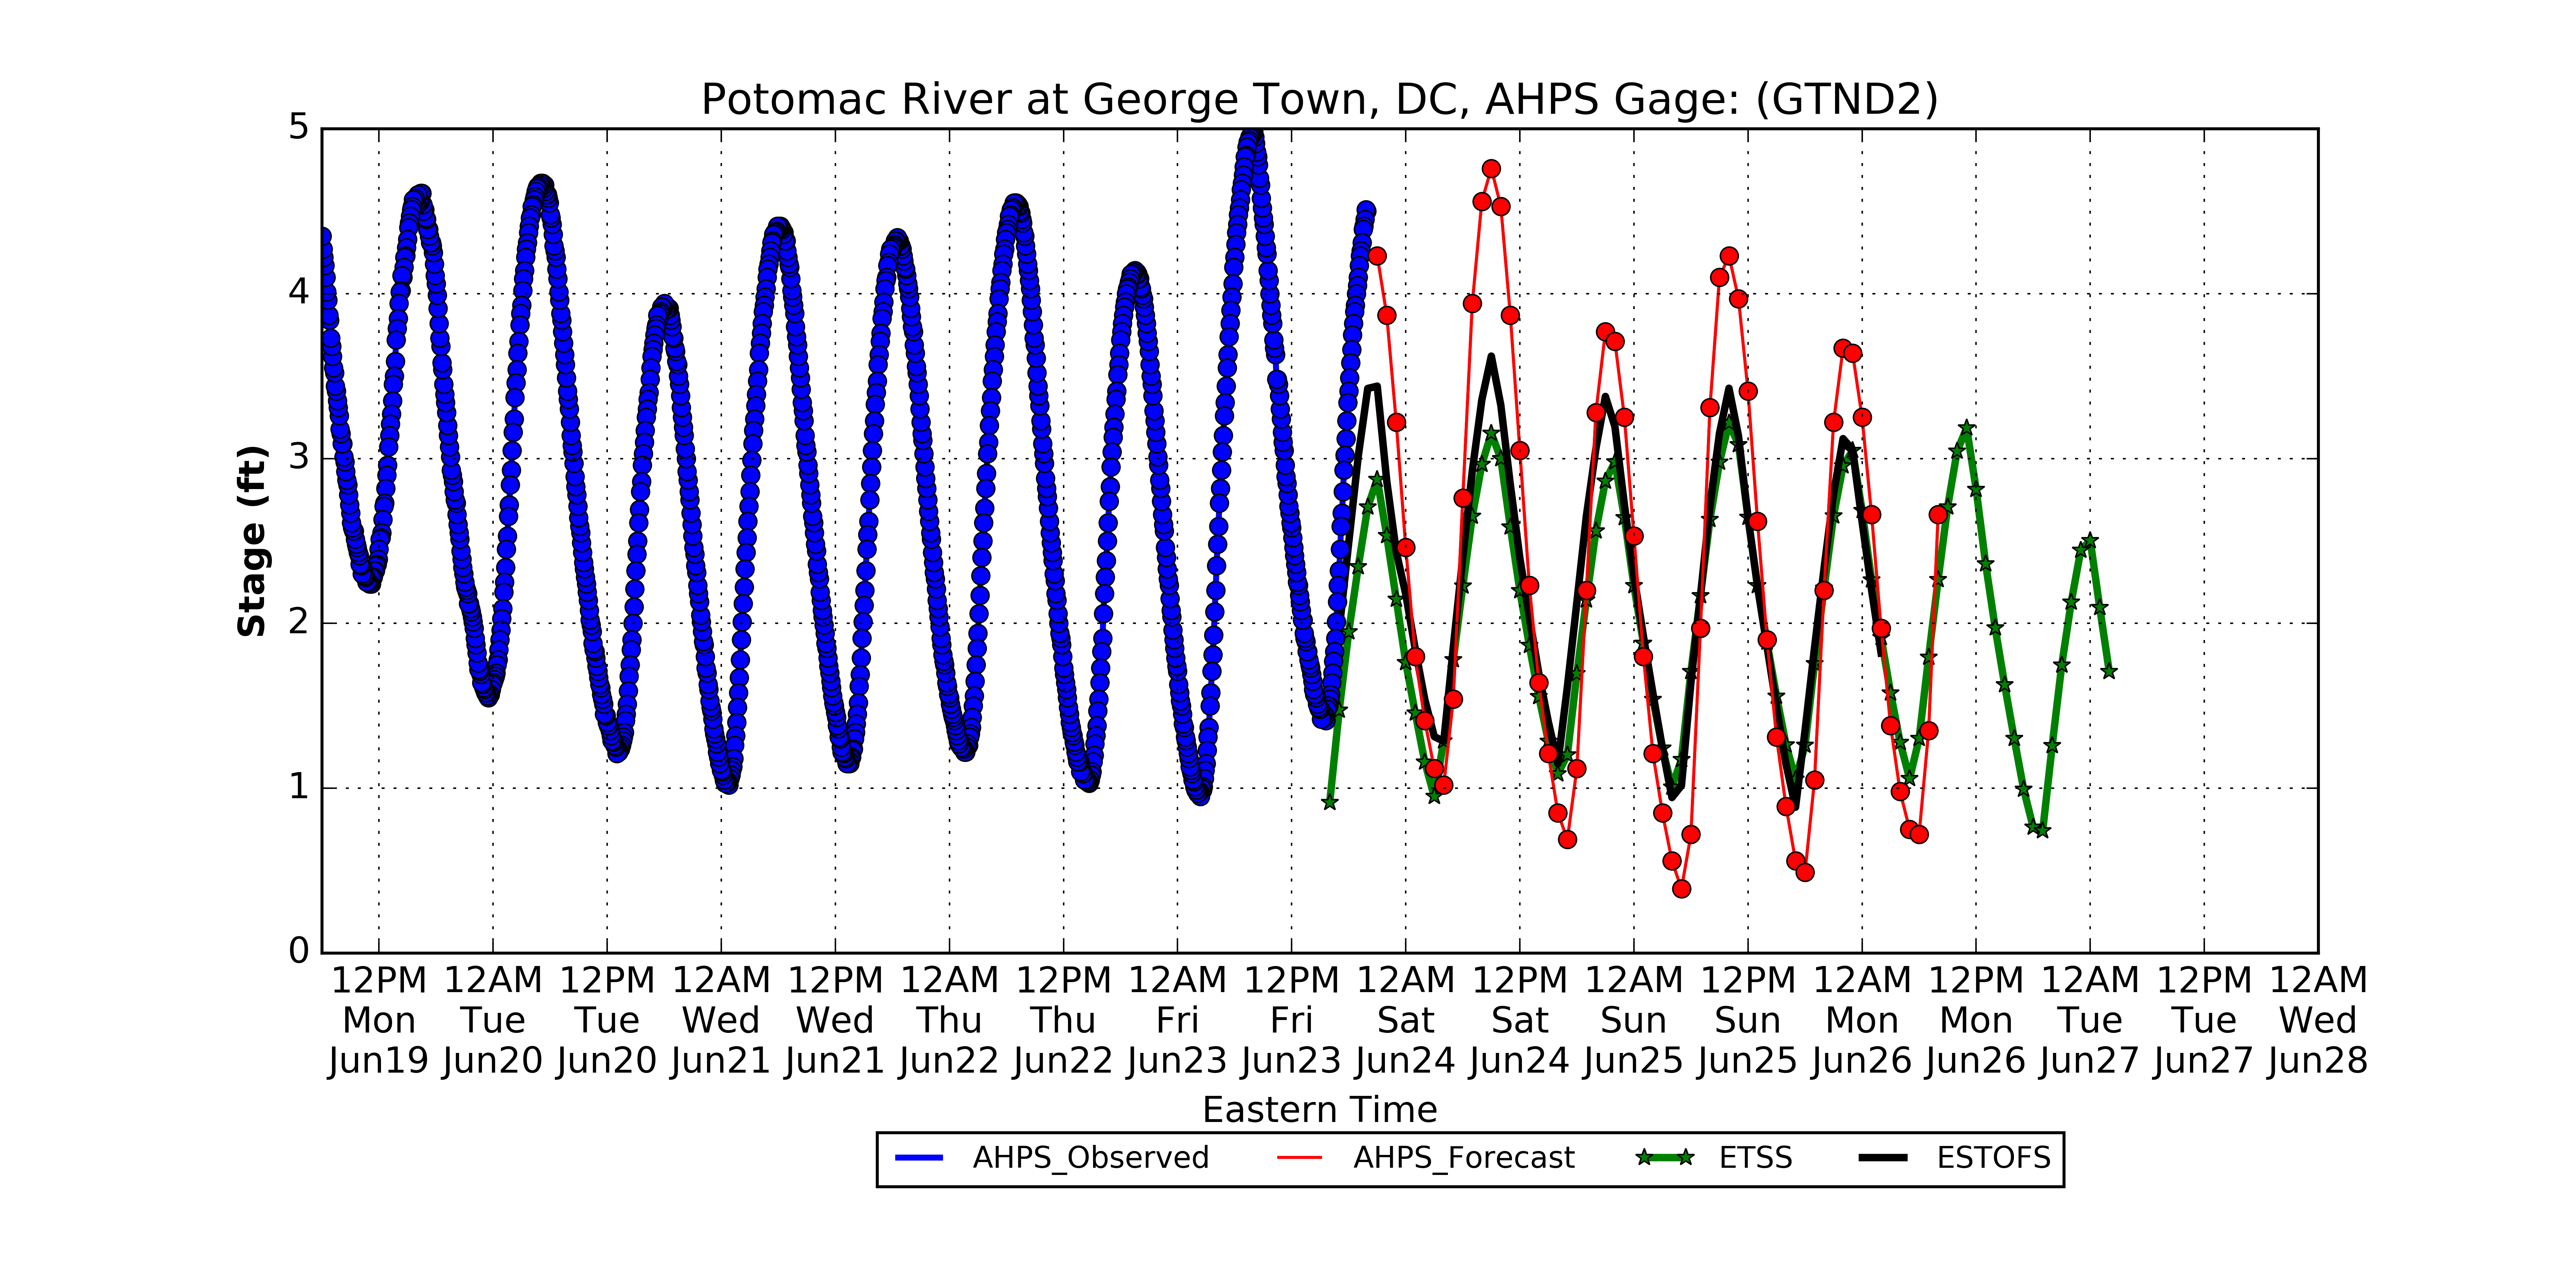 Potomac River at George Town, DC, AHPS Gage: (GTND2)
Stage (ft)
5
4
3
2
1
0
12PM 12AM 12PM 12AM 12PM 12AM 12PM 12AM 12PM 12AM 12PM 12AM 12PM 12AM 12PM 12AM 12PM 12AM
Mon Tue Tue Wed Wed Thu Thu Fri Fri Sat Sat Sun Sun Mon Mon Tue Tue Wed
Jun19 Jun20 Jun20 Jun21 Jun21 Jun22 Jun22 Jun23 Jun23 Jun24 Jun24 Jun25 Jun25 Jun26 Jun26 Jun27 Jun27 Jun28
Eastern Time
AHPS_Observed AHPS_Forecast ETSS ESTOFS